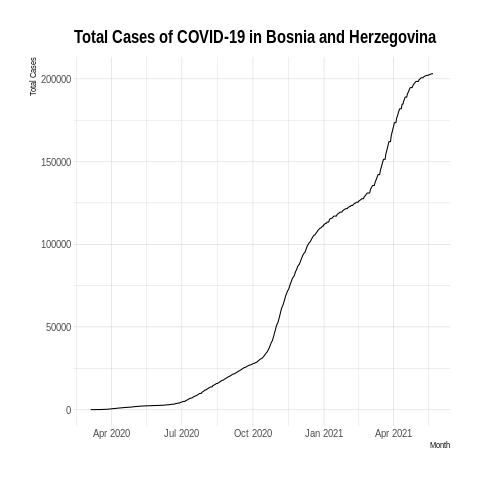 Total Cases of COVID-19 in Bosnia and Herzegovina
Total Cases
200000
150000
100000
50000
0
Apr 2020 Jul 2020 Oct 2020 Jan 2021 Apr 2021
Month